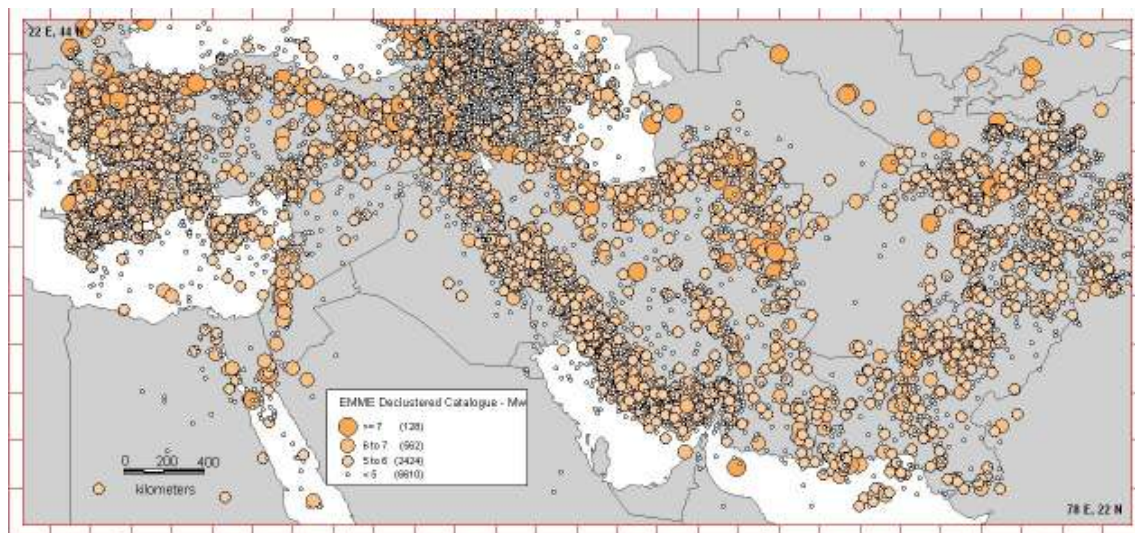 22 E, 44 N
EMME Declustered Catalogue - Mw
>= 7 (128)
6 to 7 (562)
5 to 6 (2424)
< 5 (6610)
0 200 400
kilometers
78 E, 22 N